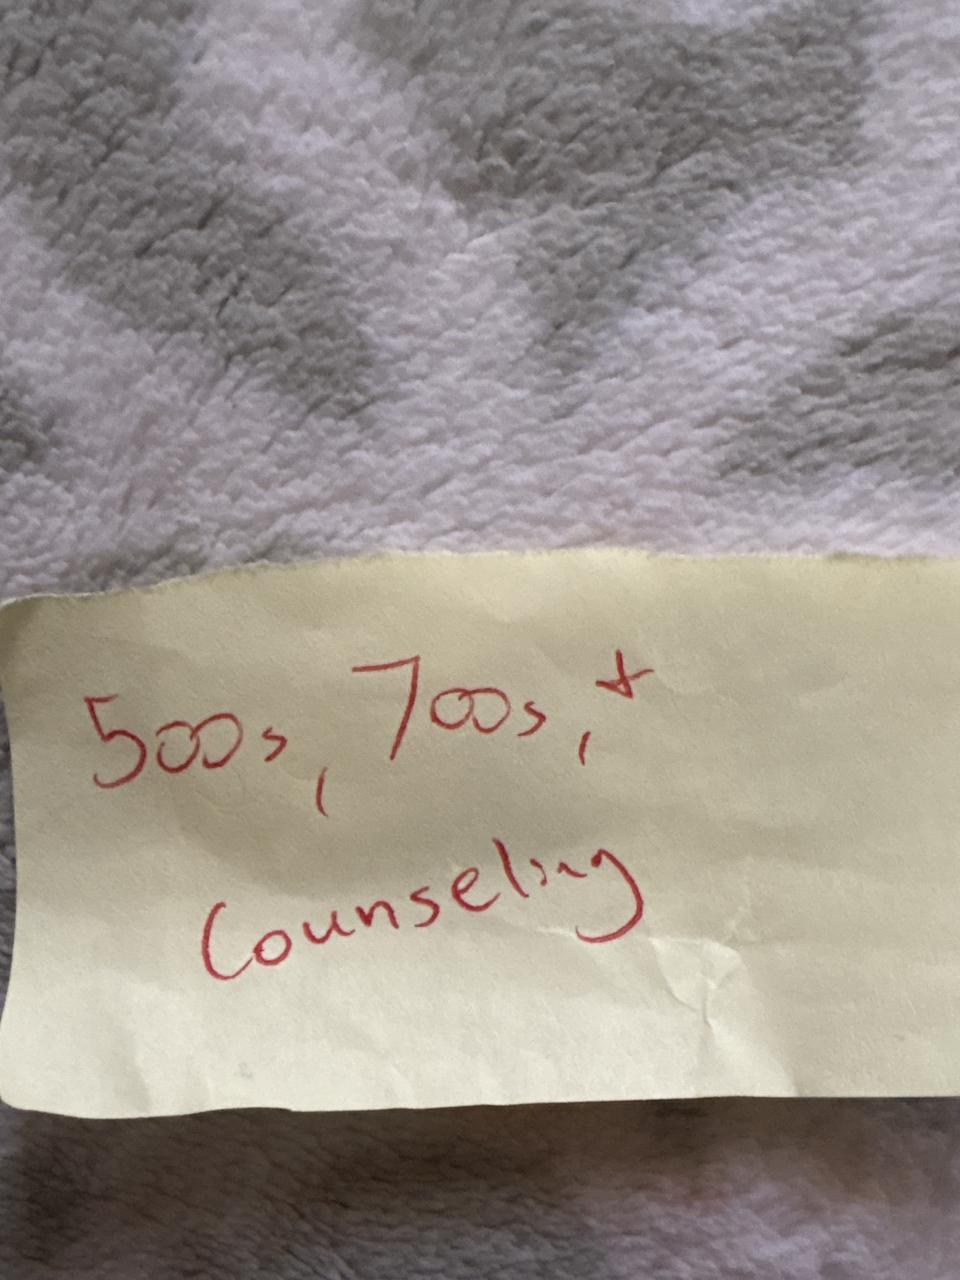 500s, 700s, +
Counseling